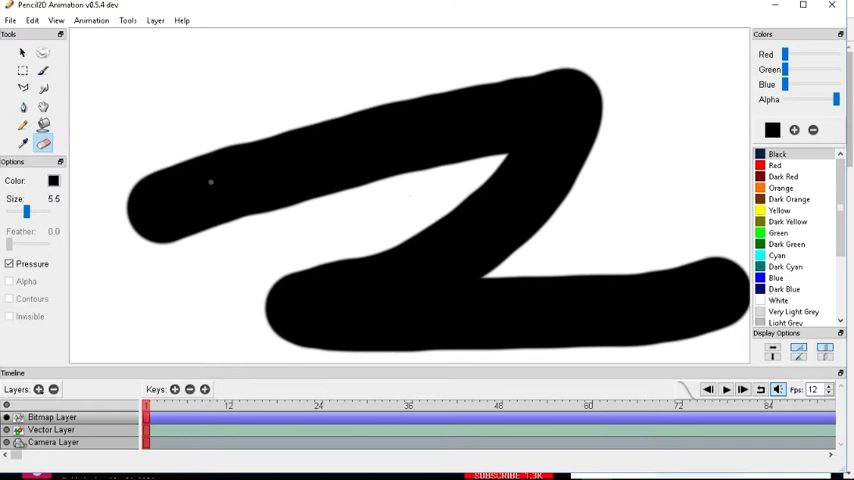 Pencil2D Animation v0.5.4 dev
File Edit View Animation Tools Layer Help
Tools
Options
Color:
Size: 5.5
Feather: 0.0
Pressure
Alpha
Contours
Invisible
Colors
Red
Green
Blue
Alpha
Black
Red
Dark Red
Orange
Dark Orange
Yellow
Dark Yellow
Green
Dark Green
Cyan
Dark Cyan
Blue
Dark Blue
White
Very Light Grey
Light Grey
Display Options
Timeline
Layers: Keys: Fps: 12
1 12 24 36 48 60 72 84
Bitmap Layer
Vector Layer
Camera Layer
SUBSCRIBE 1.3K